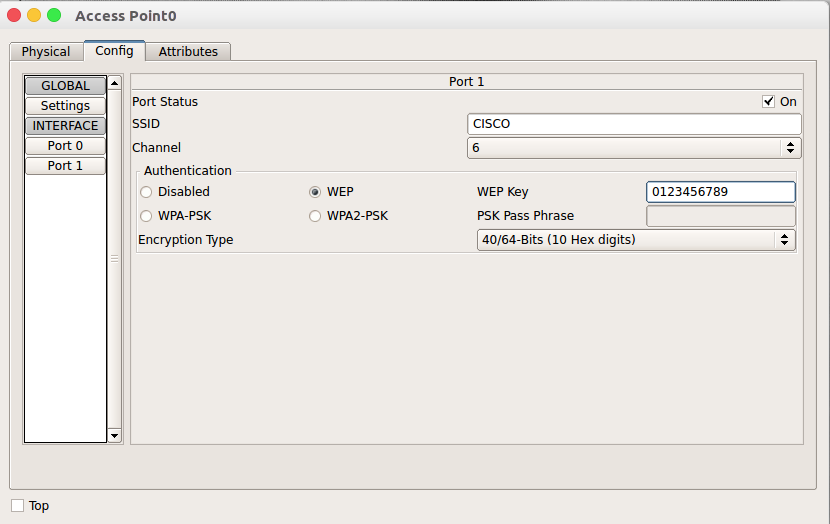 Access Point0
Physical Config Attributes
GLOBAL
Settings
INTERFACE
Port 0
Port 1
Port 1
Port Status On
SSID CISCO
Channel 6
Authentication
Disabled WEP WEP Key 0123456789
WPA-PSK WPA2-PSK PSK Pass Phrase
Encryption Type 40/64-Bits (10 Hex digits)
Top